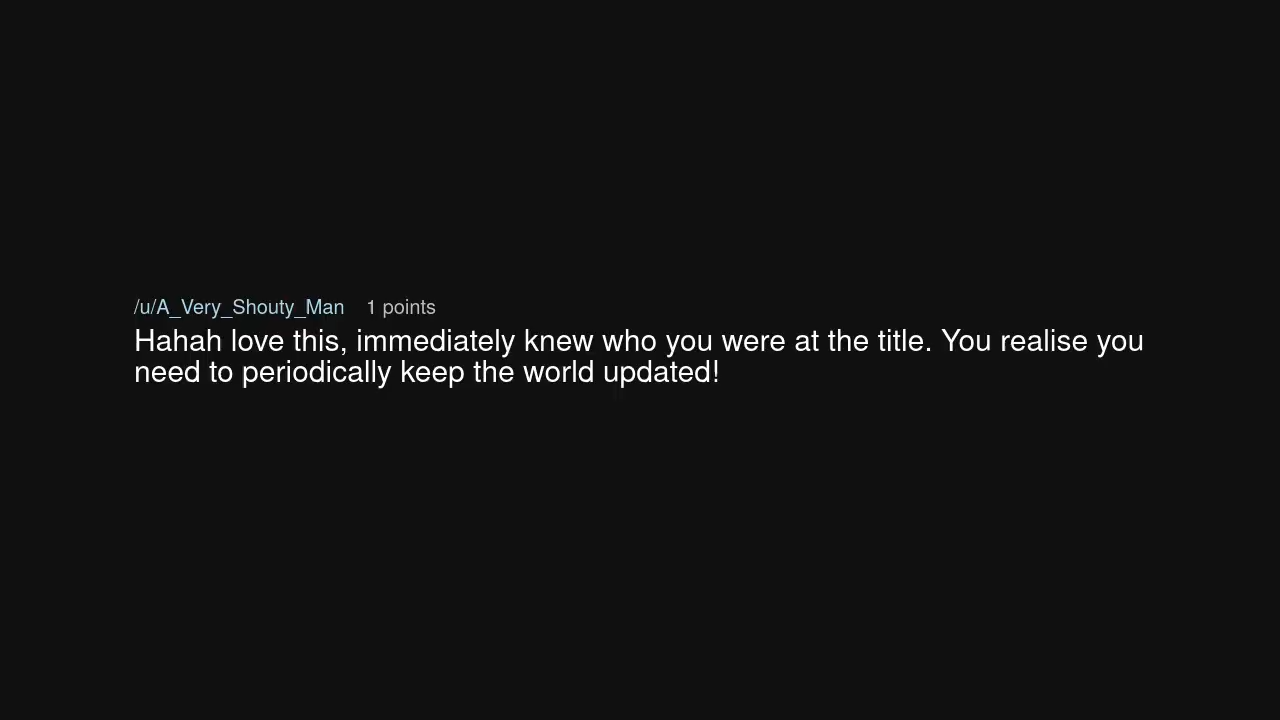 /u/A_Very_Shouty_Man 1 points
Hahah love this, immediately knew who you were at the title. You realise you
need to periodically keep the world updated!